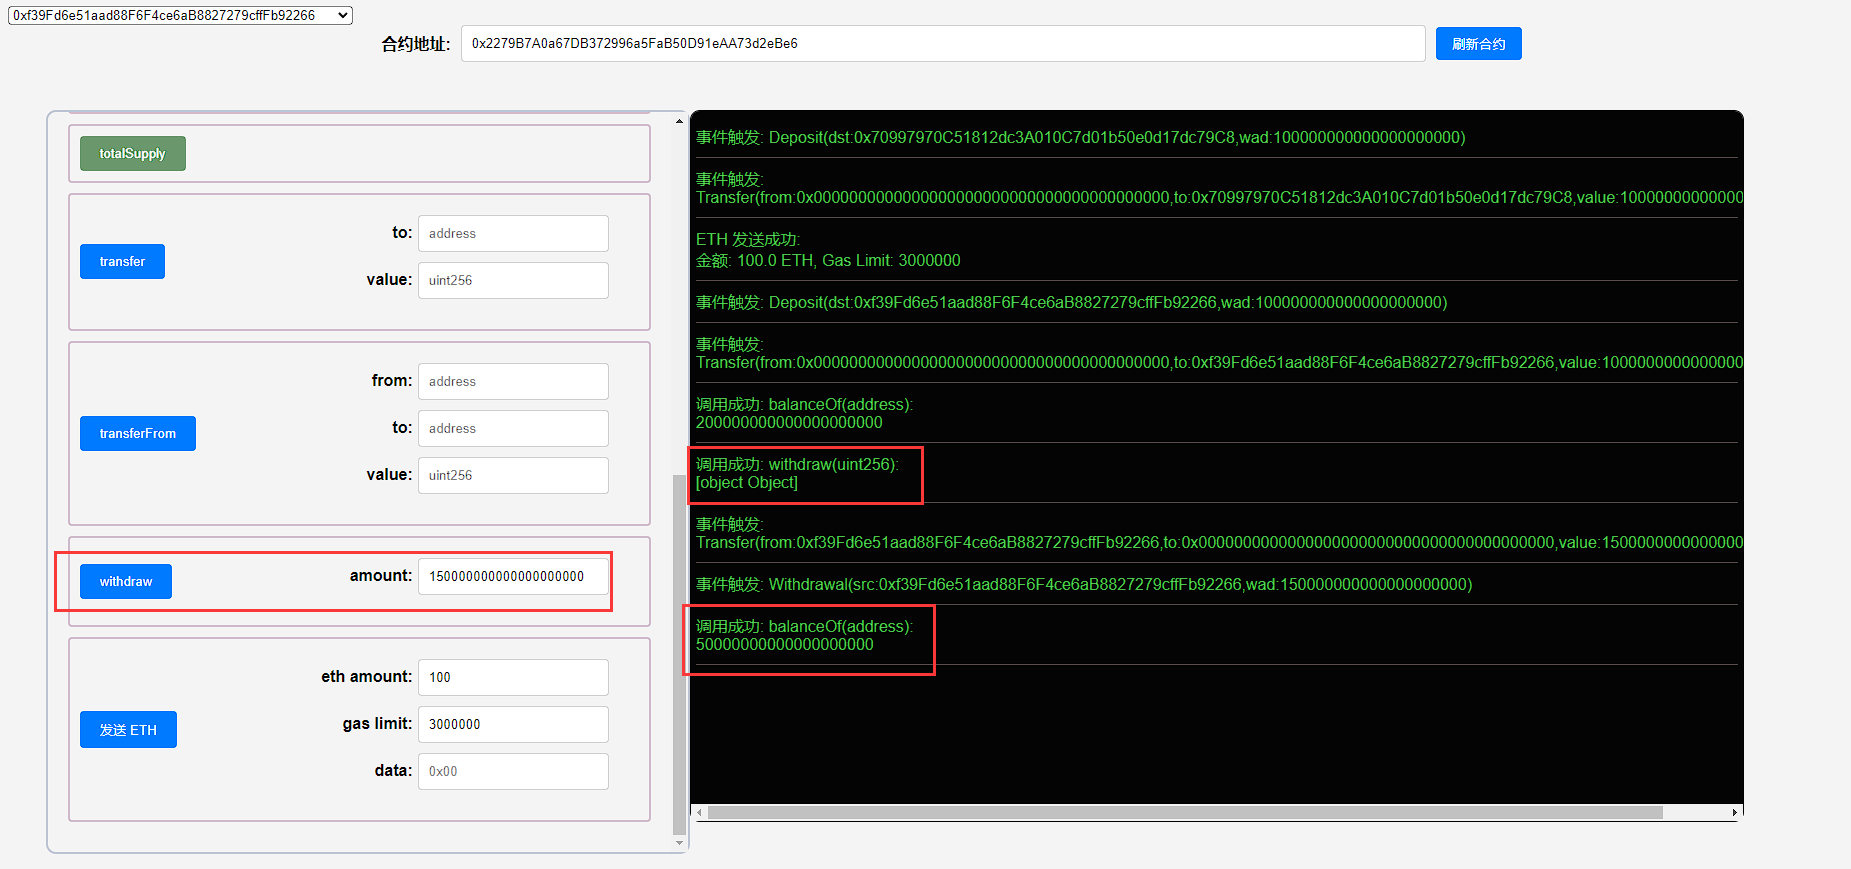 0xf39Fd6e51aad88F6F4ce6aB8827279cffFb92266
合约地址: 0x2279B7A0a67DB372996a5FaB50D91eAA73d2eBe6 刷新合约
totalSupply
to: address
transfer
value: uint256
from: address
to: address
transferFrom
value: uint256
amount: 150000000000000000000
withdraw
eth amount: 100
gas limit: 3000000
发送 ETH
data: 0x00
事件触发: Deposit(dst:0x70997970C51812dc3A010C7d01b50e0d17dc79C8,wad:100000000000000000000)
事件触发:
Transfer(from:0x0000000000000000000000000000000000000000,to:0x70997970C51812dc3A010C7d01b50e0d17dc79C8,value:10000000000000
ETH 发送成功:
金额: 100.0 ETH, Gas Limit: 3000000
事件触发: Deposit(dst:0xf39Fd6e51aad88F6F4ce6aB8827279cffFb92266,wad:100000000000000000000)
事件触发:
Transfer(from:0x0000000000000000000000000000000000000000,to:0xf39Fd6e51aad88F6F4ce6aB8827279cffFb92266,value:1000000000000000
调用成功: balanceOf(address):
200000000000000000000
调用成功: withdraw(uint256):
[object Object]
事件触发:
Transfer(from:0xf39Fd6e51aad88F6F4ce6aB8827279cffFb92266,to:0x0000000000000000000000000000000000000000,value:1500000000000000
事件触发: Withdrawal(src:0xf39Fd6e51aad88F6F4ce6aB8827279cffFb92266,wad:150000000000000000000)
调用成功: balanceOf(address):
50000000000000000000